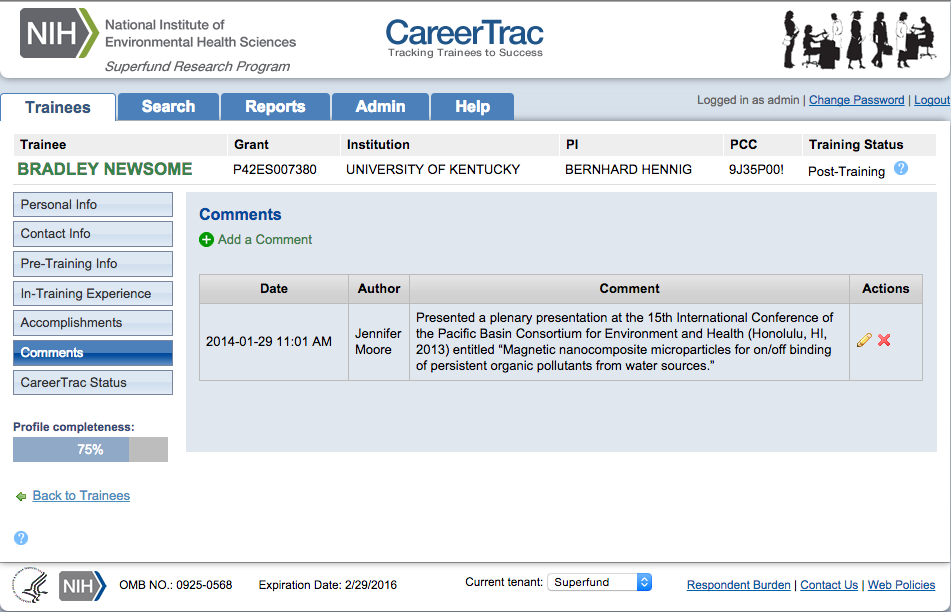 NIH National Institute of
Environmental Health Sciences
Superfund Research Program
CareerTrac
Tracking Trainees to Success
Trainees Search Reports Admin Help
Logged in as admin | Change Password | Logout
Trainee Grant Institution PI PCC Training Status
BRADLEY NEWSOME P42ES007380 UNIVERSITY OF KENTUCKY BERNHARD HENNIG 9J35P00! Post-Training ?
Personal Info
Contact Info
Pre-Training Info
In-Training Experience
Accomplishments
Comments
CareerTrac Status
Profile completeness:
75%
Back to Trainees
?
Comments
Add a Comment
Date Author Comment Actions
2014-01-29 11:01 AM
Jennifer
Moore
Presented a plenary presentation at the 15th International Conference of
the Pacific Basin Consortium for Environment and Health (Honolulu, HI,
2013) entitled “Magnetic nanocomposite microparticles for on/off binding
of persistent organic pollutants from water sources.”
NIH OMB NO.: 0925-0568 Expiration Date: 2/29/2016 Current tenant: Superfund Respondent Burden | Contact Us | Web Policies